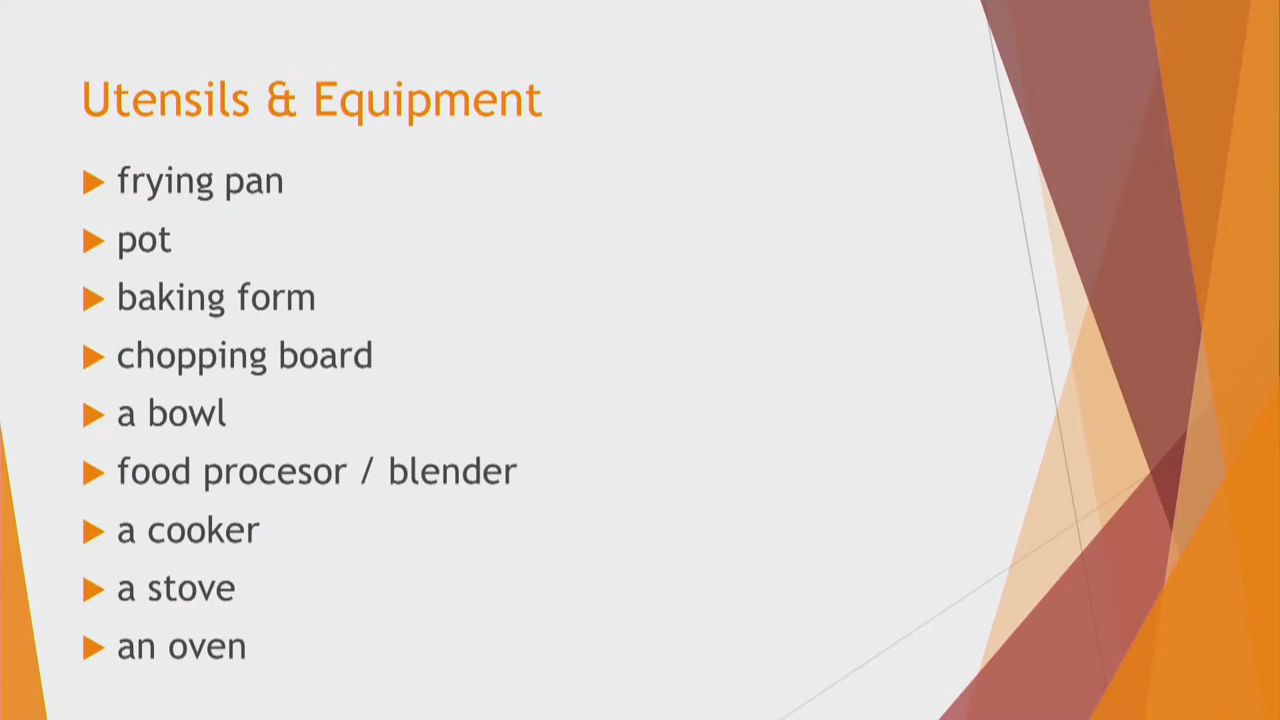 Utensils & Equipment
frying pan
pot
baking form
chopping board
a bowl
food procesor / blender
a cooker
a stove
an oven